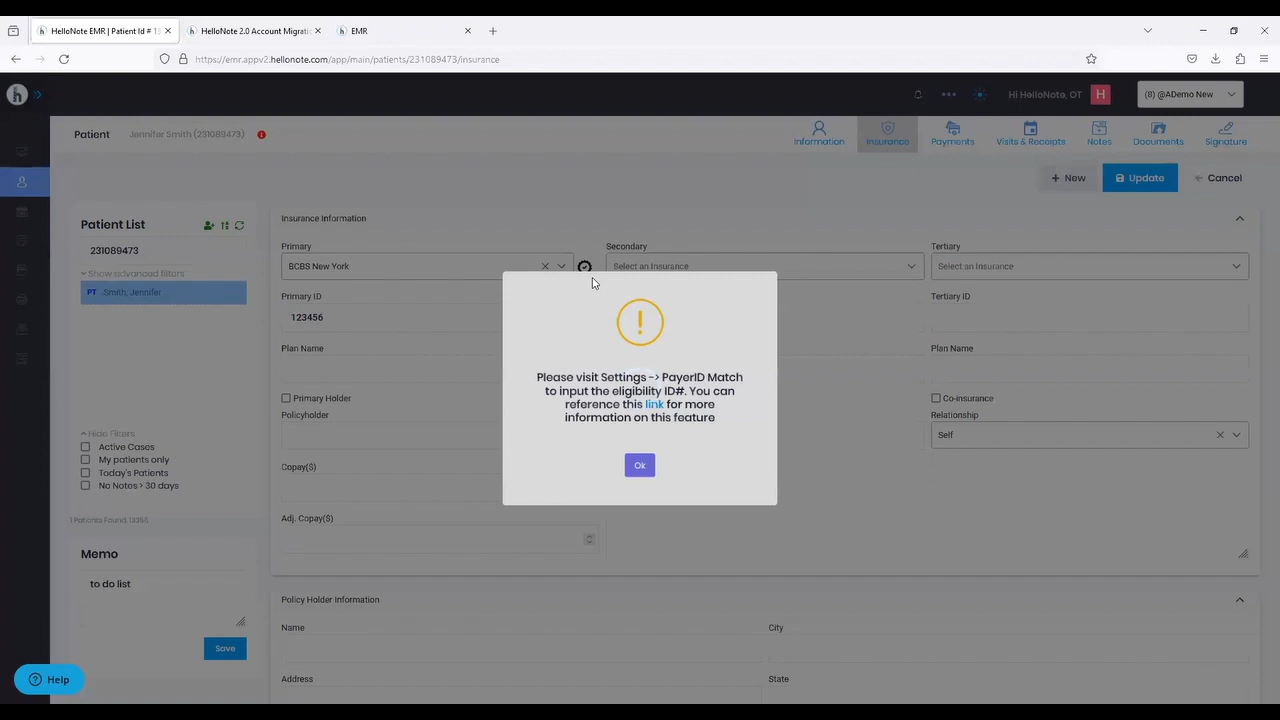 HelloNote EMR | Patient Id # 13
HelloNote 2.0 Account Migratio
EMR
https://emr.appv2.hellonote.com/app/main/patients/231089473/insurance
Hi HelloNote, OT
H
(8) @ADemo New
Patient
Jennifer Smith (231089473)
Information
Insurance
Payments
Visits & Receipts
Notes
Documents
Signature
New
Update
Cancel
Patient List
231089473
Show advanced filters
PT Smith, Jennifer
Hide Filters
Active Cases
My patients only
Today's Patients
No Notes > 30 days
1 Patients Found, 13355
Memo
to do list
Save
Help
Insurance Information
Primary
BCBS New York
Secondary
Select an Insurance
Tertiary
Select an Insurance
Primary ID
123456
Tertiary ID
Plan Name
Plan Name
Primary Holder
Co-insurance
Policyholder
Relationship
Self
Copay($)
Adj. Copay($)
Please visit Settings -> PayerID Match
to input the eligibility ID#. You can
reference this link for more
information on this feature
Ok
Policy Holder Information
Name
City
Address
State